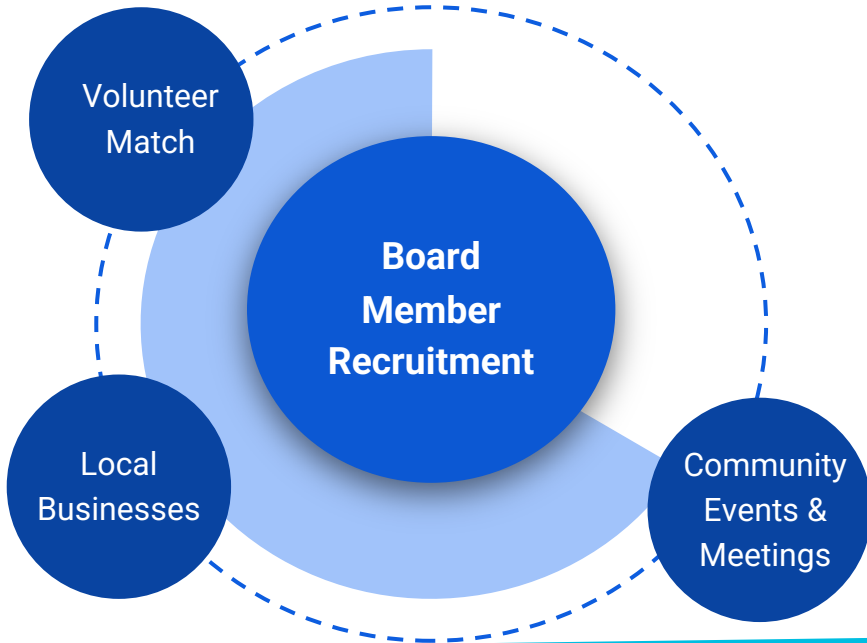 Volunteer
Match
Board
Member
Recruitment
Local
Businesses
Community
Events &
Meetings